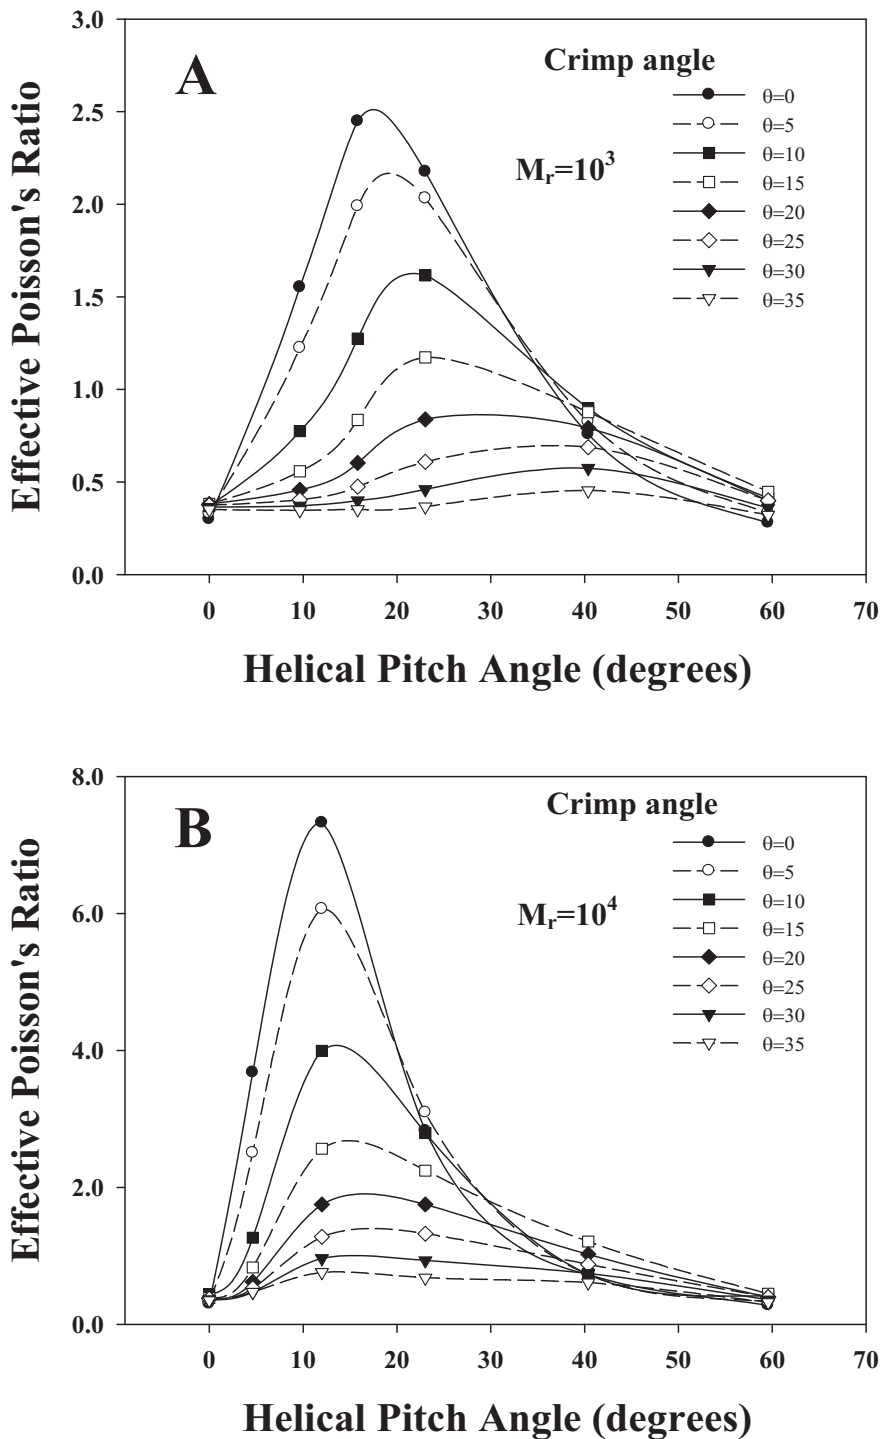 A
Crimp angle
θ=0
θ=5
θ=10
θ=15
θ=20
θ=25
θ=30
θ=35
Mr=10³
3.0
2.5
2.0
1.5
1.0
0.5
0.0
Effective Poisson's Ratio
0 10 20 30 40 50 60 70
Helical Pitch Angle (degrees)
B
Crimp angle
θ=0
θ=5
θ=10
θ=15
θ=20
θ=25
θ=30
θ=35
Mr=10⁴
8.0
6.0
4.0
2.0
0.0
Effective Poisson's Ratio
0 10 20 30 40 50 60 70
Helical Pitch Angle (degrees)